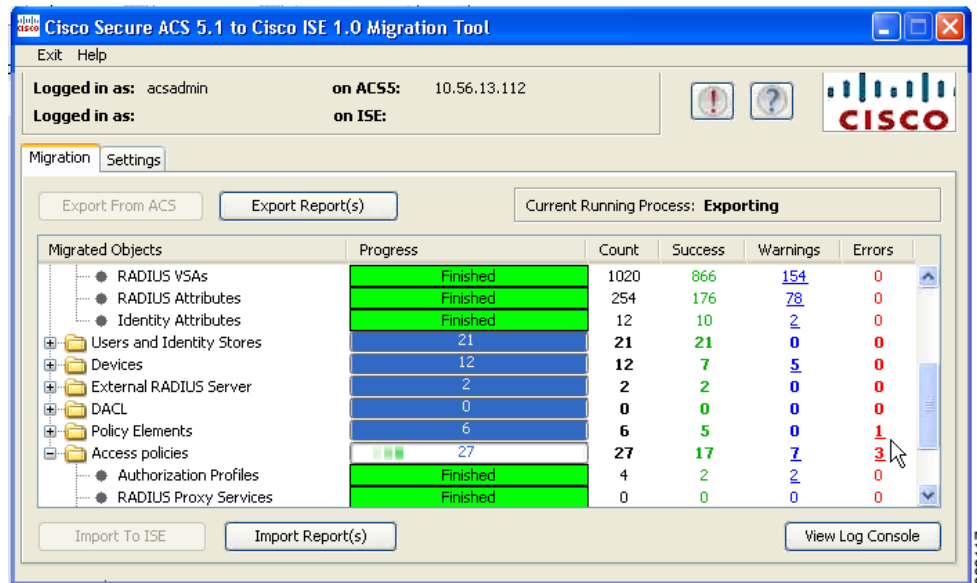 Cisco Secure ACS 5.1 to Cisco ISE 1.0 Migration Tool
Exit Help
Logged in as: acsadmin on ACS5: 10.56.13.112
Logged in as: on ISE:
CISCO
Migration Settings
Export From ACS Export Report(s) Current Running Process: Exporting
Migrated Objects Progress Count Success Warnings Errors
RADIUS VSAs Finished 1020 866 154 0
RADIUS Attributes Finished 254 176 78 0
Identity Attributes Finished 12 10 2 0
Users and Identity Stores 21 21 21 0 0
Devices 12 12 7 5 0
External RADIUS Server 2 2 2 0 0
DACL 0 0 0 0 0
Policy Elements 6 6 5 0 1
Access policies 27 27 17 7 3
Authorization Profiles Finished 4 2 2 0
RADIUS Proxy Services Finished 0 0 0 0
Import To ISE Import Report(s) View Log Console